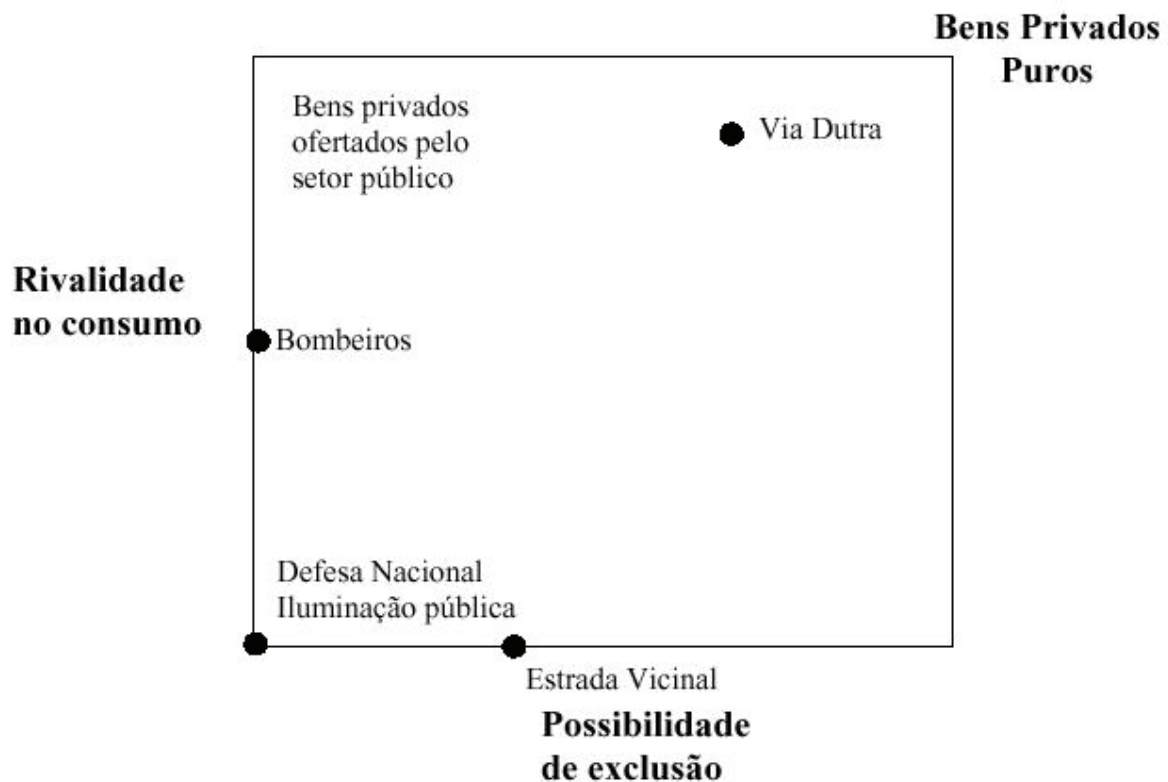 Bens Privados
Puros
Bens privados
ofertados pelo
setor público
Via Dutra
Rivalidade
no consumo
Bombeiros
Defesa Nacional
Iluminação pública
Estrada Vicinal
Possibilidade
de exclusão